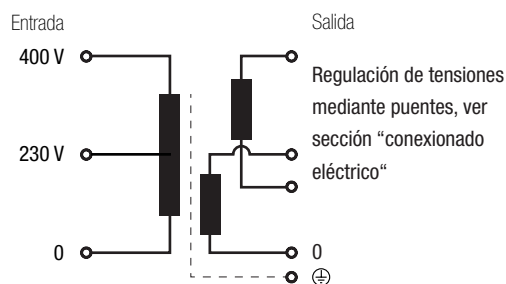 Entrada
Salida
400 V
Regulación de tensiones
mediante puentes, ver
sección “conexionado
eléctrico“
230 V
0
0